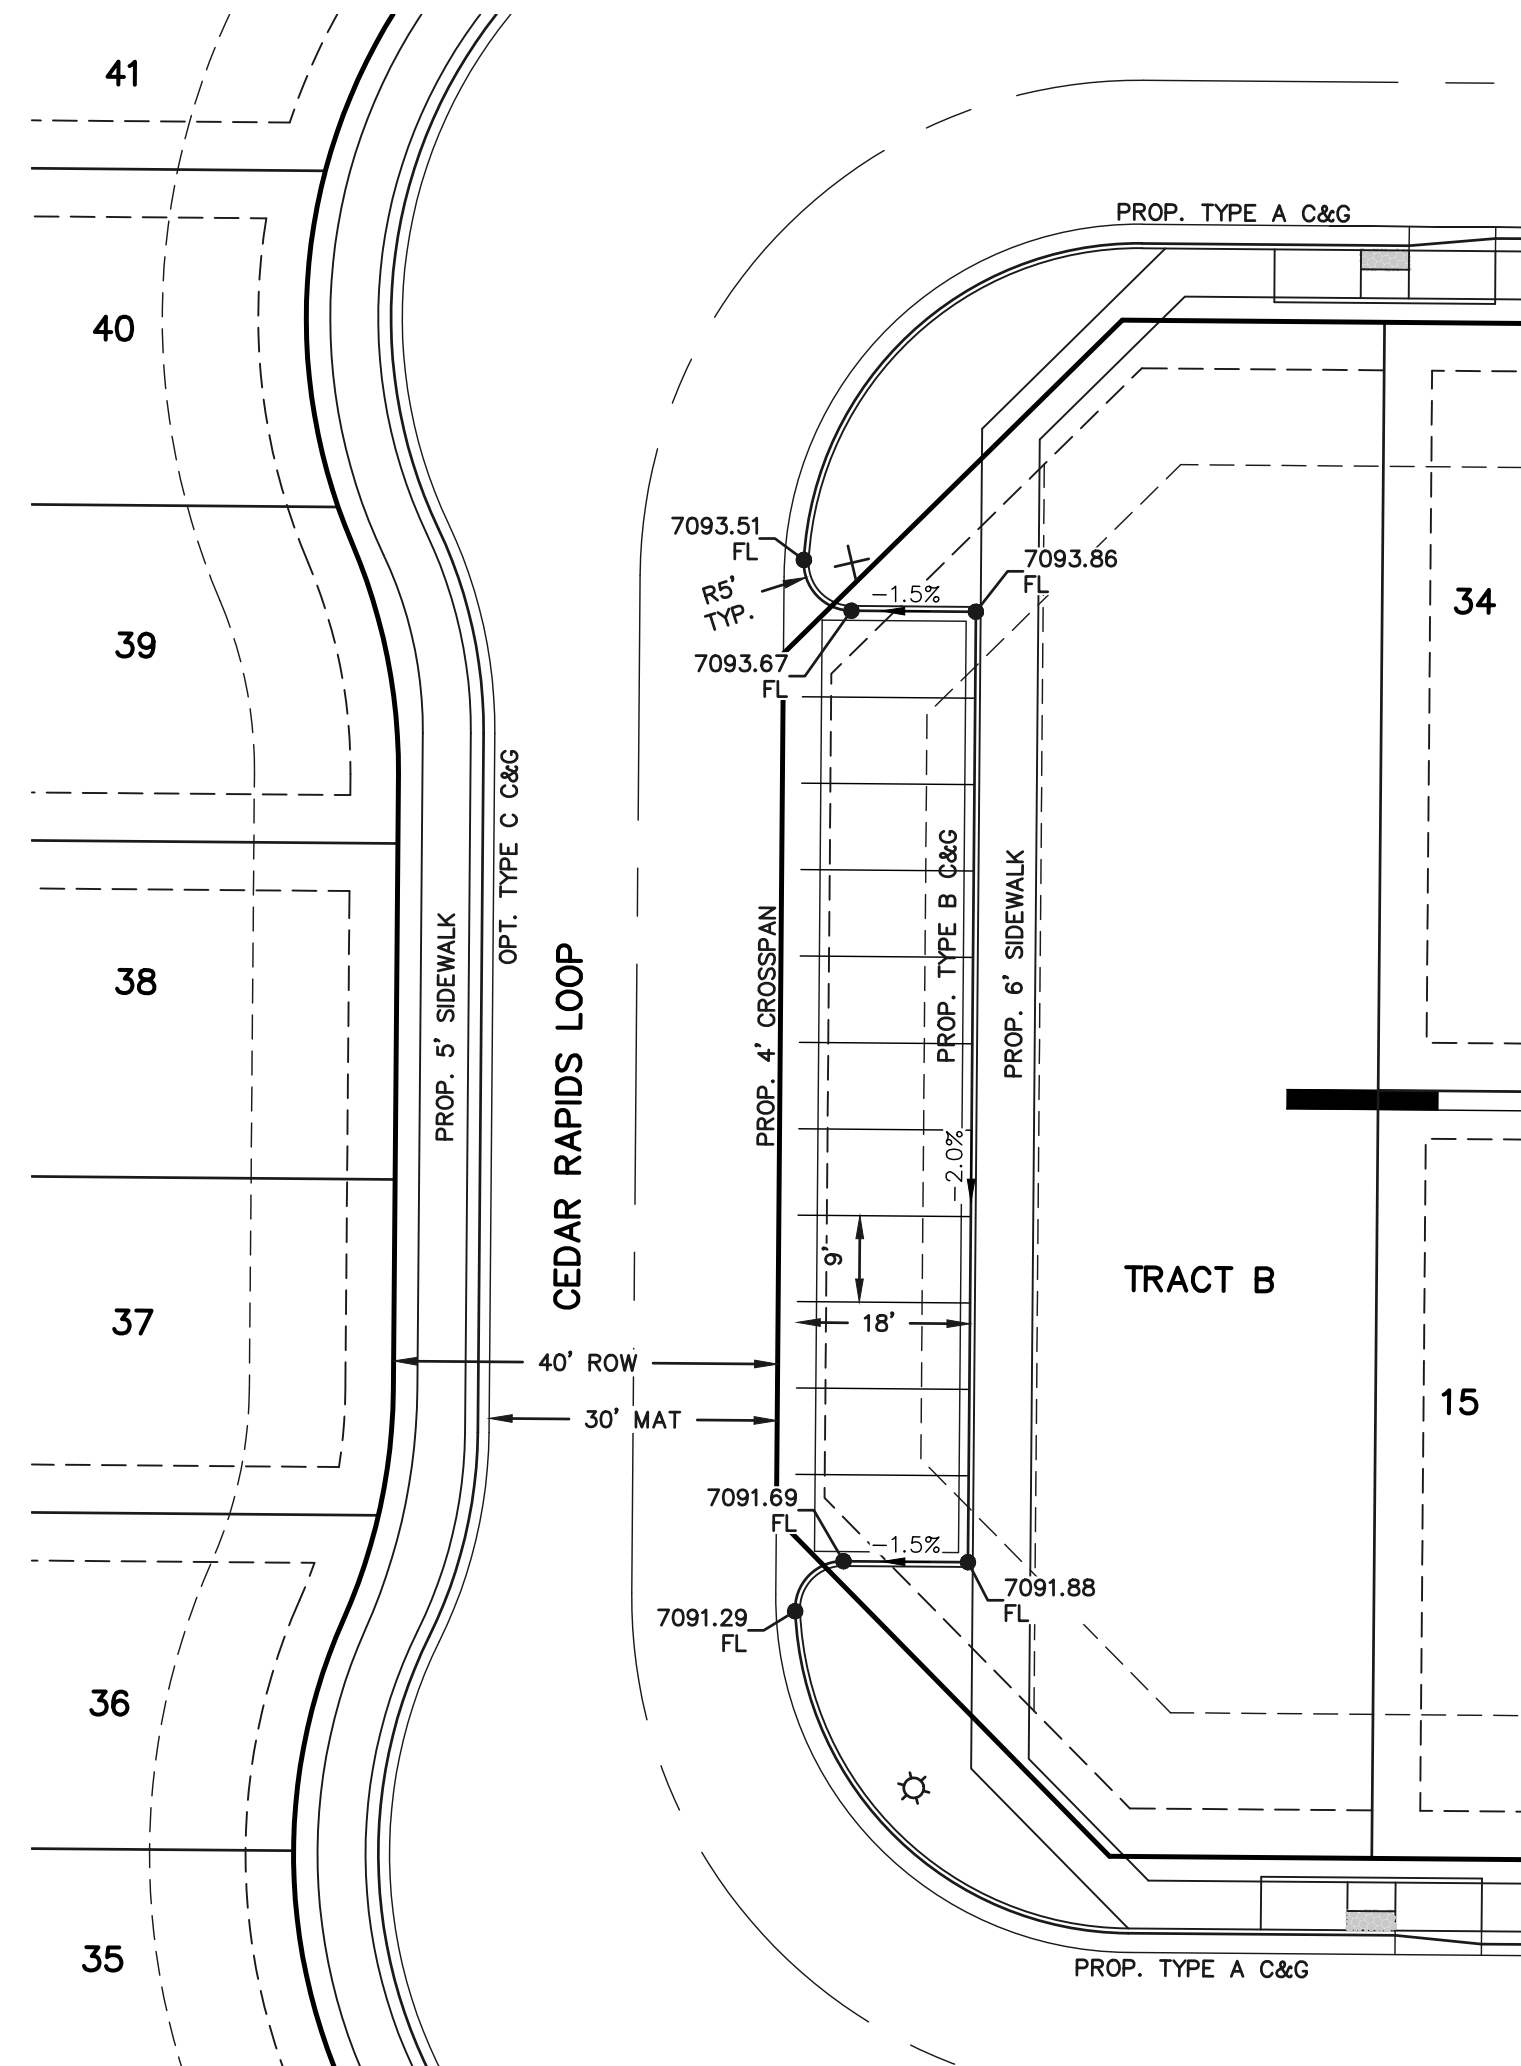 41
PROP. TYPE A C&G
40
7093.51
FL
7093.86
FL
R5'
TYP.
-1.5%
34
39
7093.67
FL
OPT. TYPE C C&G
PROP. TYPE B C&G
PROP. 6' SIDEWALK
PROP. 4' CROSSPAN
PROP. 5' SIDEWALK
CEDAR RAPIDS LOOP
38
-2.0%
9'
TRACT B
37
18'
40' ROW
30' MAT
15
7091.69
FL
-1.5%
7091.88
FL
7091.29
FL
36
35
PROP. TYPE A C&G